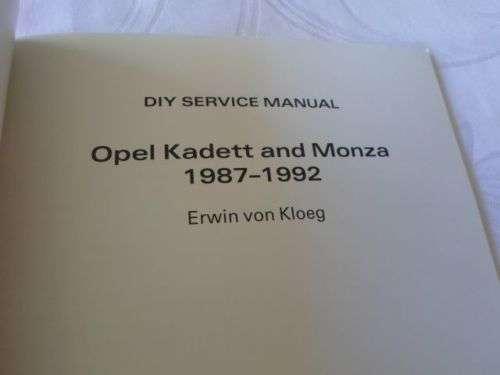 DIY SERVICE MANUAL
Opel Kadett and Monza
1987–1992
Erwin von Kloeg